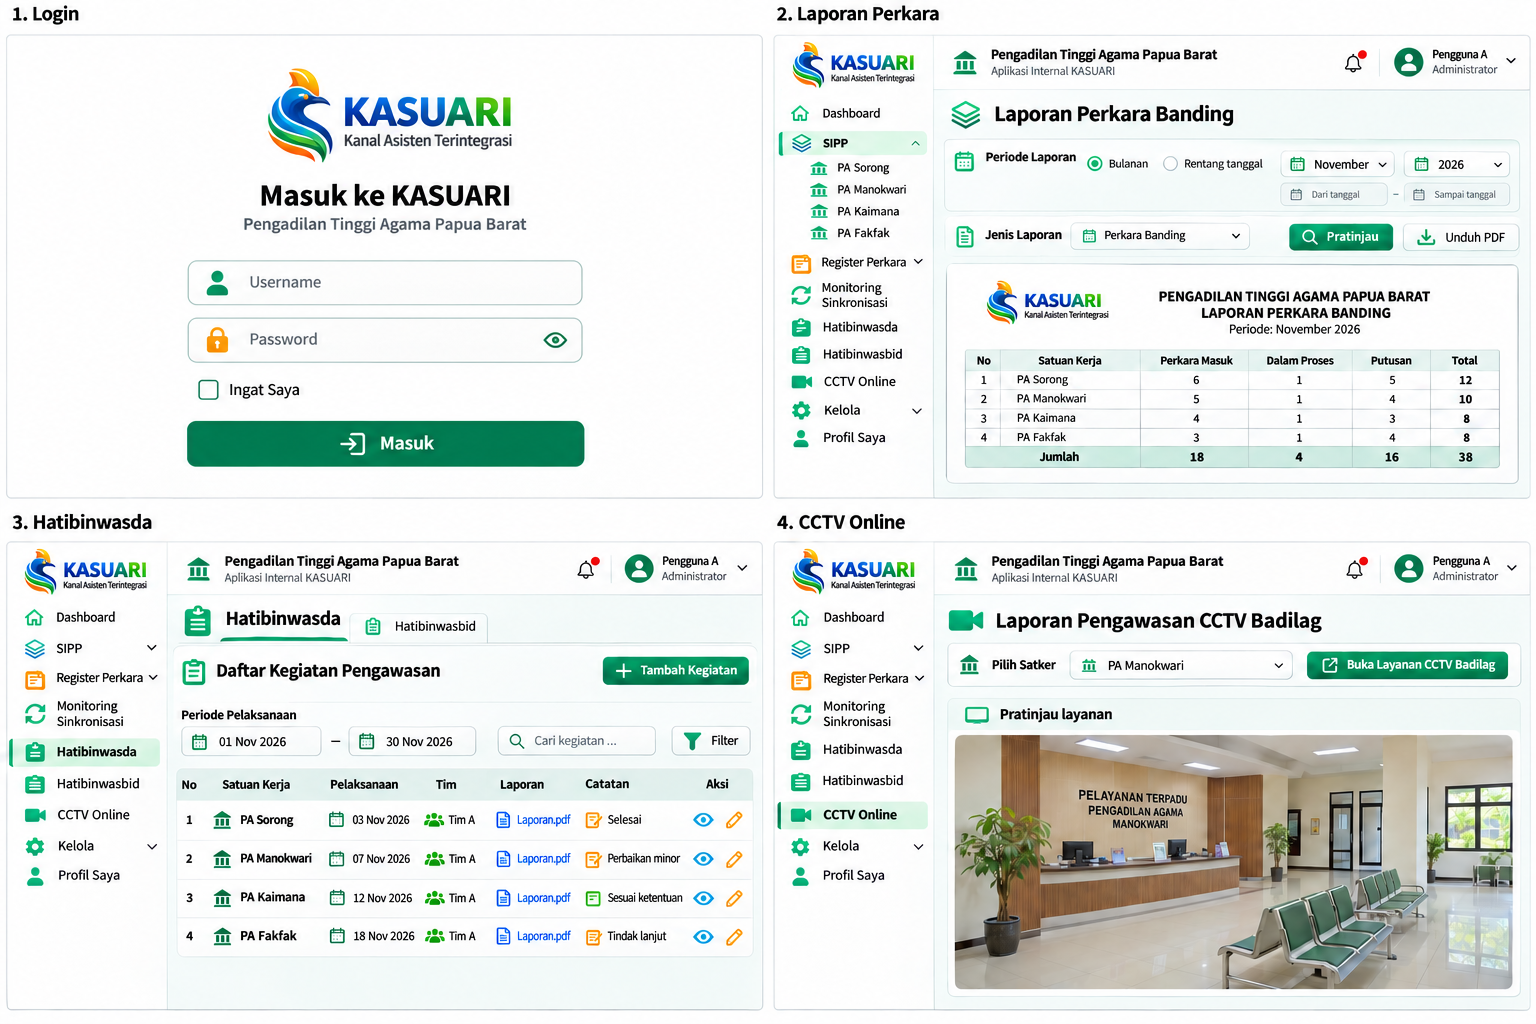 1. Login
KASUARI
Kanal Asisten Terintegrasi
Masuk ke KASUARI
Pengadilan Tinggi Agama Papua Barat
Username
Password
Ingat Saya
Masuk
2. Laporan Perkara
KASUARI
Kanal Asisten Terintegrasi
Dashboard
SIPP
PA Sorong
PA Manokwari
PA Kaimana
PA Fakfak
Register Perkara
Monitoring
Sinkronisasi
Hatibinwasda
Hatibinwasbid
CCTV Online
Kelola
Profil Saya
Pengadilan Tinggi Agama Papua Barat
Aplikasi Internal KASUARI
Pengguna A
Administrator
Laporan Perkara Banding
Periode Laporan Bulanan Rentang tanggal November 2026
Dari tanggal – Sampai tanggal
Jenis Laporan Perkara Banding Pratinjau Unduh PDF
KASUARI
Kanal Asisten Terintegrasi
PENGADILAN TINGGI AGAMA PAPUA BARAT
LAPORAN PERKARA BANDING
Periode: November 2026
No Satuan Kerja Perkara Masuk Dalam Proses Putusan Total
1 PA Sorong 6 1 5 12
2 PA Manokwari 5 1 4 10
3 PA Kaimana 4 1 3 8
4 PA Fakfak 3 1 4 8
Jumlah 18 4 16 38
3. Hatibinwasda
KASUARI
Kanal Asisten Terintegrasi
Dashboard
SIPP
Register Perkara
Monitoring
Sinkronisasi
Hatibinwasda
Hatibinwasbid
CCTV Online
Kelola
Profil Saya
Pengadilan Tinggi Agama Papua Barat
Aplikasi Internal KASUARI
Pengguna A
Administrator
Hatibinwasda Hatibinwasbid
Daftar Kegiatan Pengawasan + Tambah Kegiatan
Periode Pelaksanaan
01 Nov 2026 – 30 Nov 2026 Cari kegiatan ... Filter
No Satuan Kerja Pelaksanaan Tim Laporan Catatan Aksi
1 PA Sorong 03 Nov 2026 Tim A Laporan.pdf Selesai
2 PA Manokwari 07 Nov 2026 Tim A Laporan.pdf Perbaikan minor
3 PA Kaimana 12 Nov 2026 Tim A Laporan.pdf Sesuai ketentuan
4 PA Fakfak 18 Nov 2026 Tim A Laporan.pdf Tindak lanjut
4. CCTV Online
KASUARI
Kanal Asisten Terintegrasi
Dashboard
SIPP
Register Perkara
Monitoring
Sinkronisasi
Hatibinwasda
Hatibinwasbid
CCTV Online
Kelola
Profil Saya
Pengadilan Tinggi Agama Papua Barat
Aplikasi Internal KASUARI
Pengguna A
Administrator
Laporan Pengawasan CCTV Badilag
Pilih Satker PA Manokwari Buka Layanan CCTV Badilag
Pratinjau layanan
PELAYANAN TERPADU
PENGADILAN AGAMA
MANOKWARI